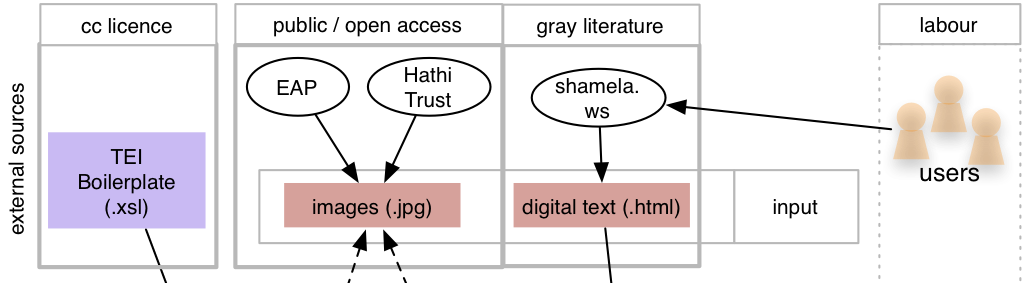 cc licence
public / open access
gray literature
labour
external sources
EAP
Hathi
Trust
shamela.
ws
TEI
Boilerplate
(.xsl)
images (.jpg)
digital text (.html)
input
users